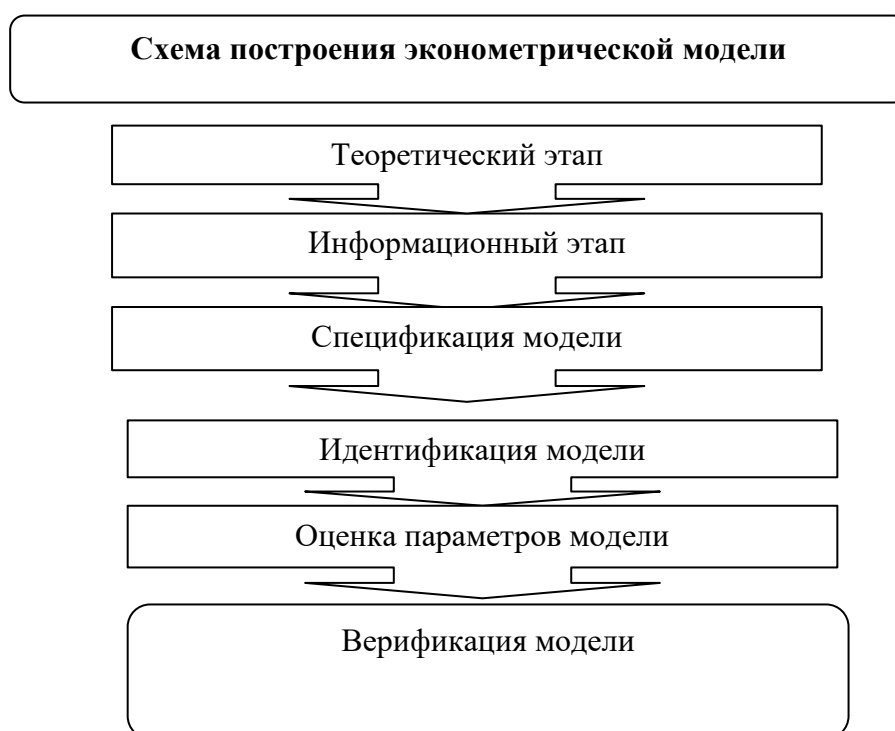 Схема построения эконометрической модели
Теоретический этап
Информационный этап
Спецификация модели
Идентификация модели
Оценка параметров модели
Верификация модели